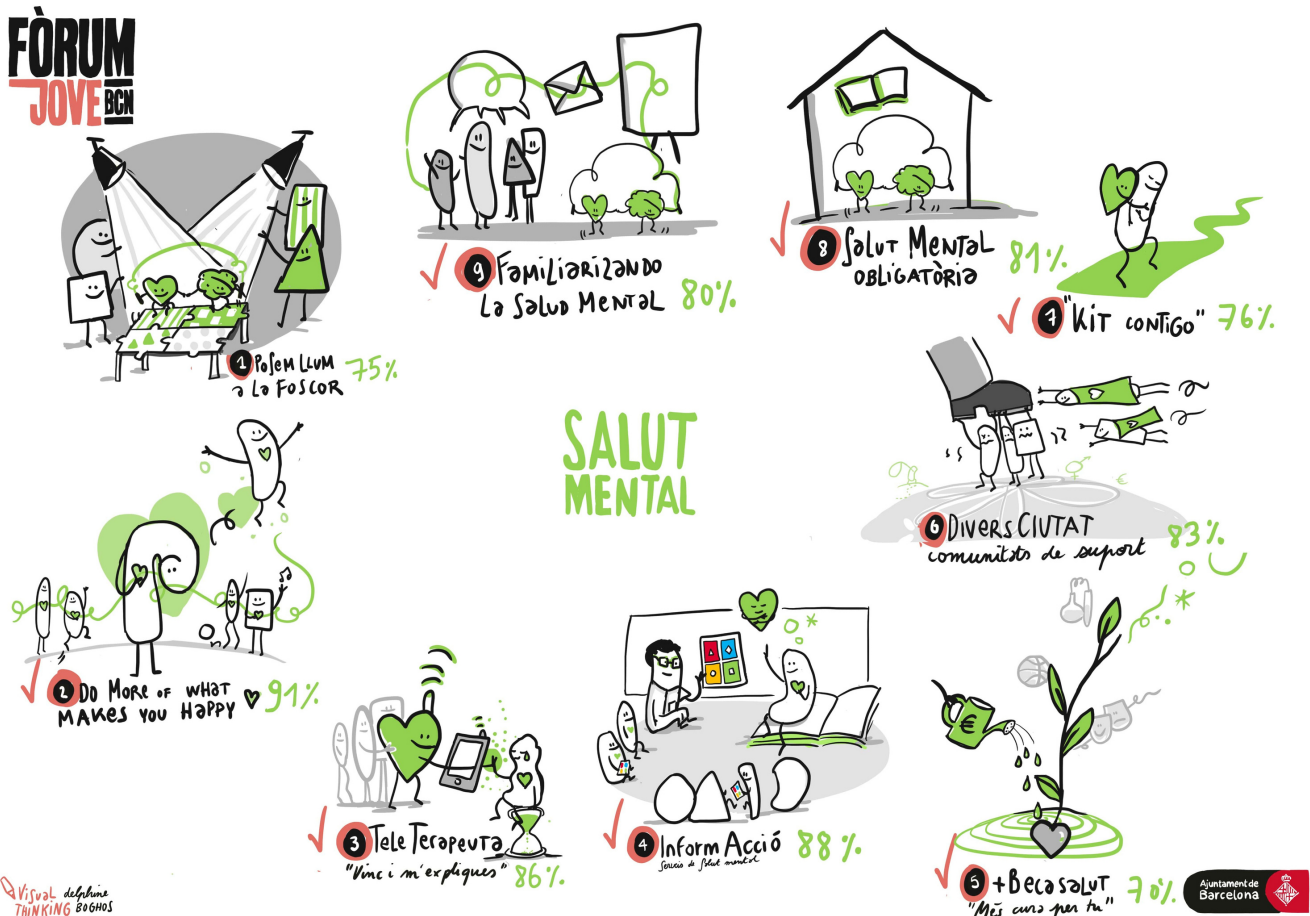 FÒRUM
JOVE BCN
1 Posem Llum
a la Foscor 75%
2 Do More of what
makes you happy 91%
3 TeleTerapeuta
"Vinc i m'expliques" 86%
4 InformAcció 88%
Servei de Salut mental
5 +BecaSalut 70%
"Més cura per tu"
6 DiversCiutat 83%
comunitats de suport
7 "Kit contigo" 76%
8 Salut Mental 81%
obligatòria
9 Familiarizando
la Salud Mental 80%
SALUT
MENTAL
€
Visual delphine
Thinking BOGHOS
Ajuntament de
Barcelona